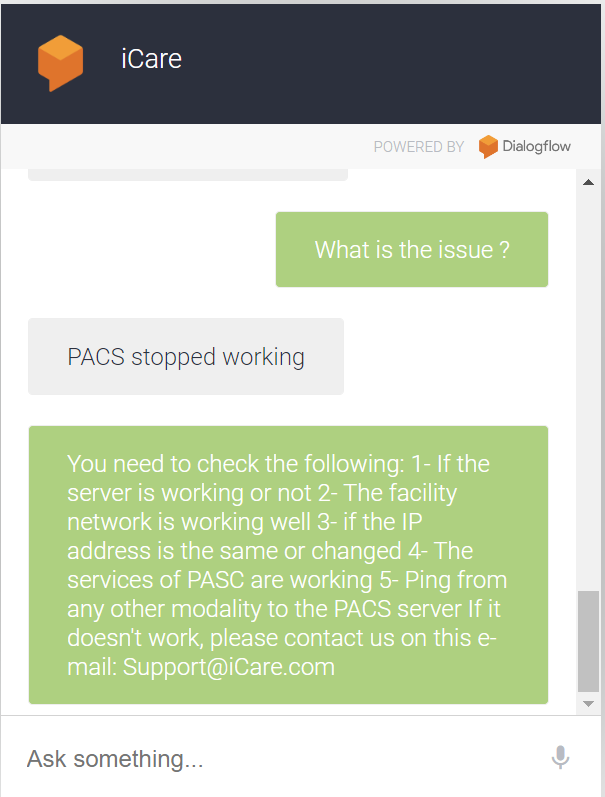 iCare
POWERED BY Dialogflow
What is the issue ?
PACS stopped working
You need to check the following: 1- If the
server is working or not 2- The facility
network is working well 3- if the IP
address is the same or changed 4- The
services of PASC are working 5- Ping from
any other modality to the PACS server If it
doesn't work, please contact us on this e-
mail: Support@iCare.com
Ask something...